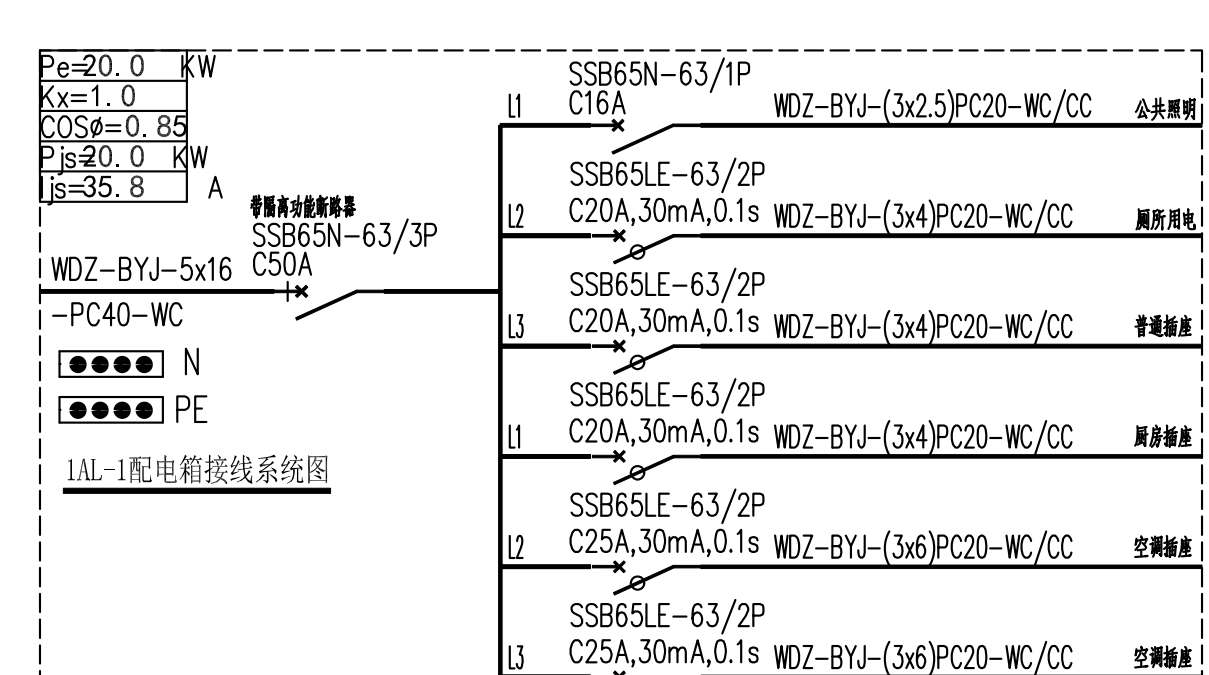 Pe=20.0 KW
Kx=1.0
COSø=0.85
Pjs=20.0 KW
Ijs=35.8 A
带隔离功能断路器
SSB65N-63/3P
C50A
WDZ-BYJ-5x16
-PC40-WC
N
PE
1AL-1配电箱接线系统图
SSB65N-63/1P
L1 C16A WDZ-BYJ-(3x2.5)PC20-WC/CC 公共照明
SSB65LE-63/2P
L2 C20A,30mA,0.1s WDZ-BYJ-(3x4)PC20-WC/CC 厕所用电
SSB65LE-63/2P
L3 C20A,30mA,0.1s WDZ-BYJ-(3x4)PC20-WC/CC 普通插座
SSB65LE-63/2P
L1 C20A,30mA,0.1s WDZ-BYJ-(3x4)PC20-WC/CC 厨房插座
SSB65LE-63/2P
L2 C25A,30mA,0.1s WDZ-BYJ-(3x6)PC20-WC/CC 空调插座
SSB65LE-63/2P
L3 C25A,30mA,0.1s WDZ-BYJ-(3x6)PC20-WC/CC 空调插座